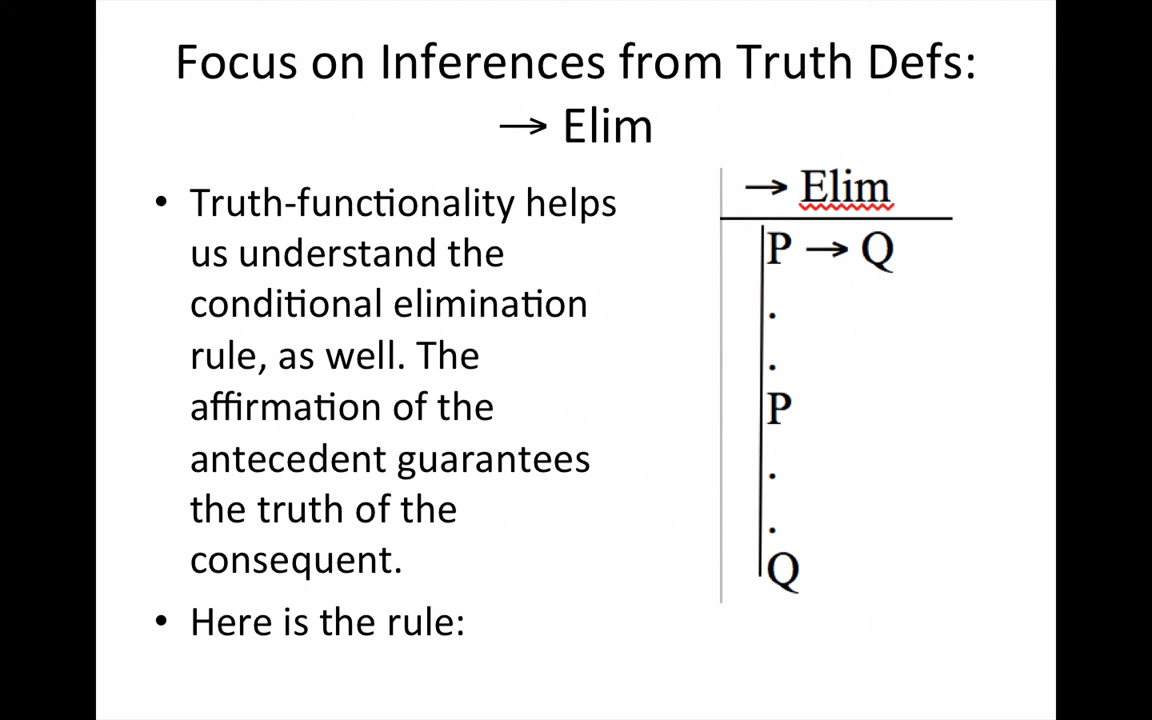 Focus on Inferences from Truth Defs:
→ Elim
• Truth-functionality helps
us understand the
conditional elimination
rule, as well. The
affirmation of the
antecedent guarantees
the truth of the
consequent.
• Here is the rule:
→ Elim
P → Q
.
.
P
.
.
Q